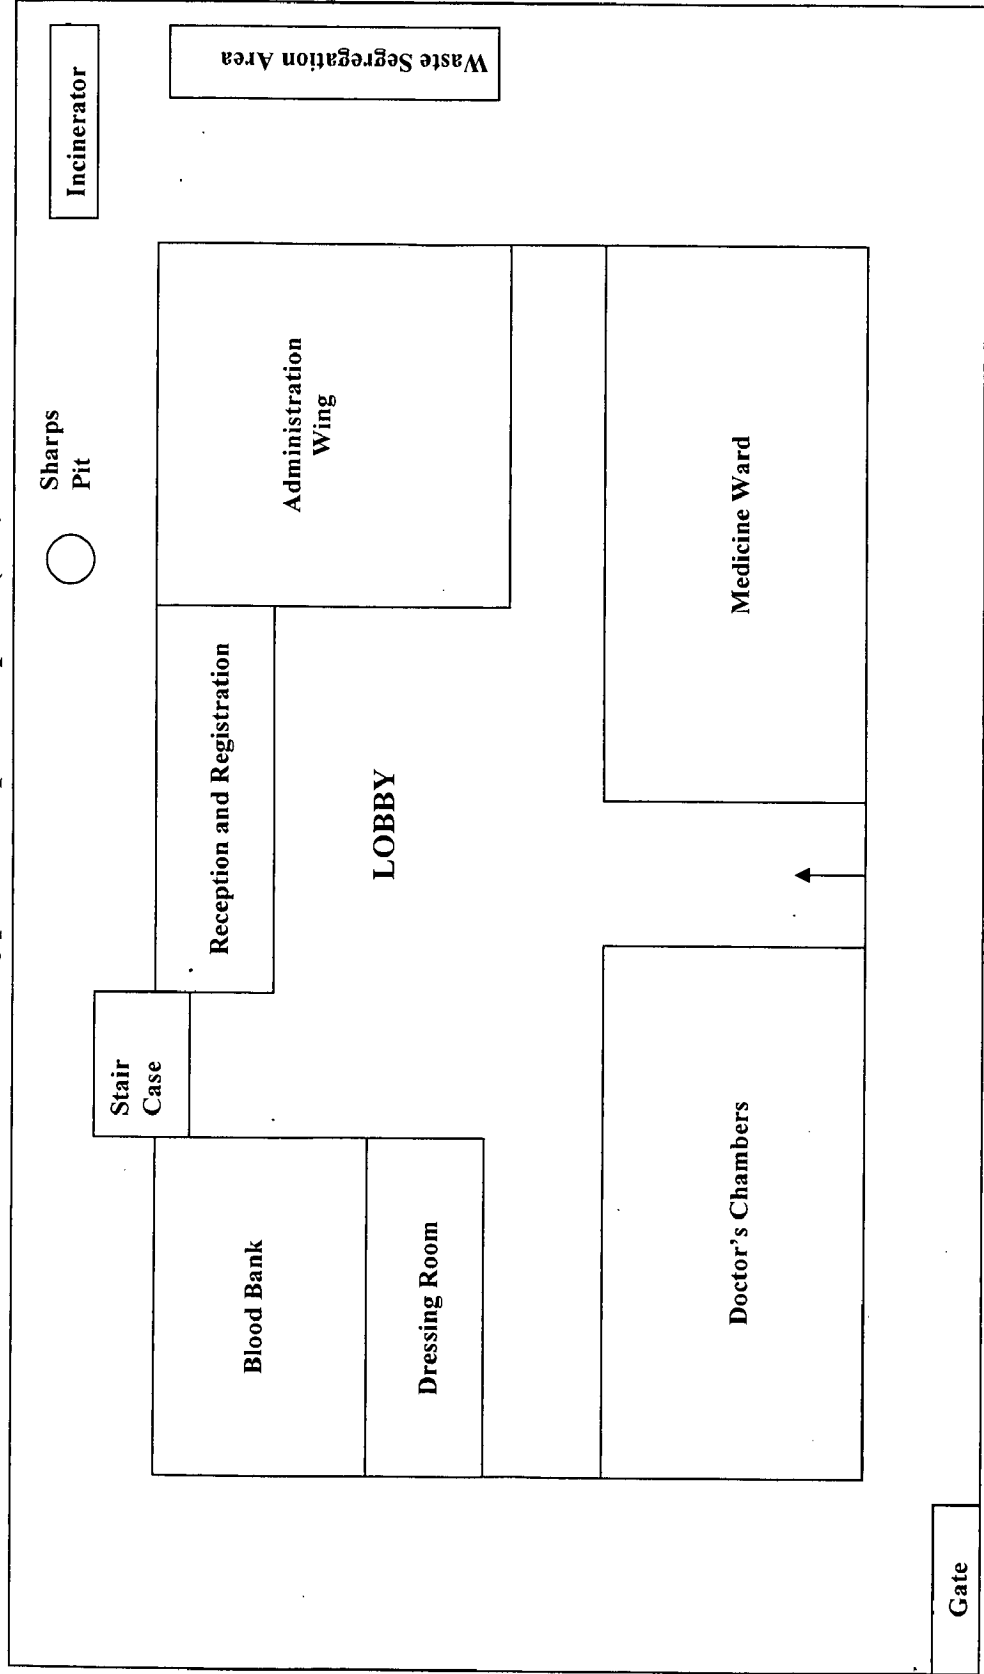 Sharps
Pit
Incinerator
Waste Segregation Area
Stair
Case
Reception and Registration
Administration
Wing
Blood Bank
Dressing Room
LOBBY
Doctor's Chambers
Medicine Ward
Gate